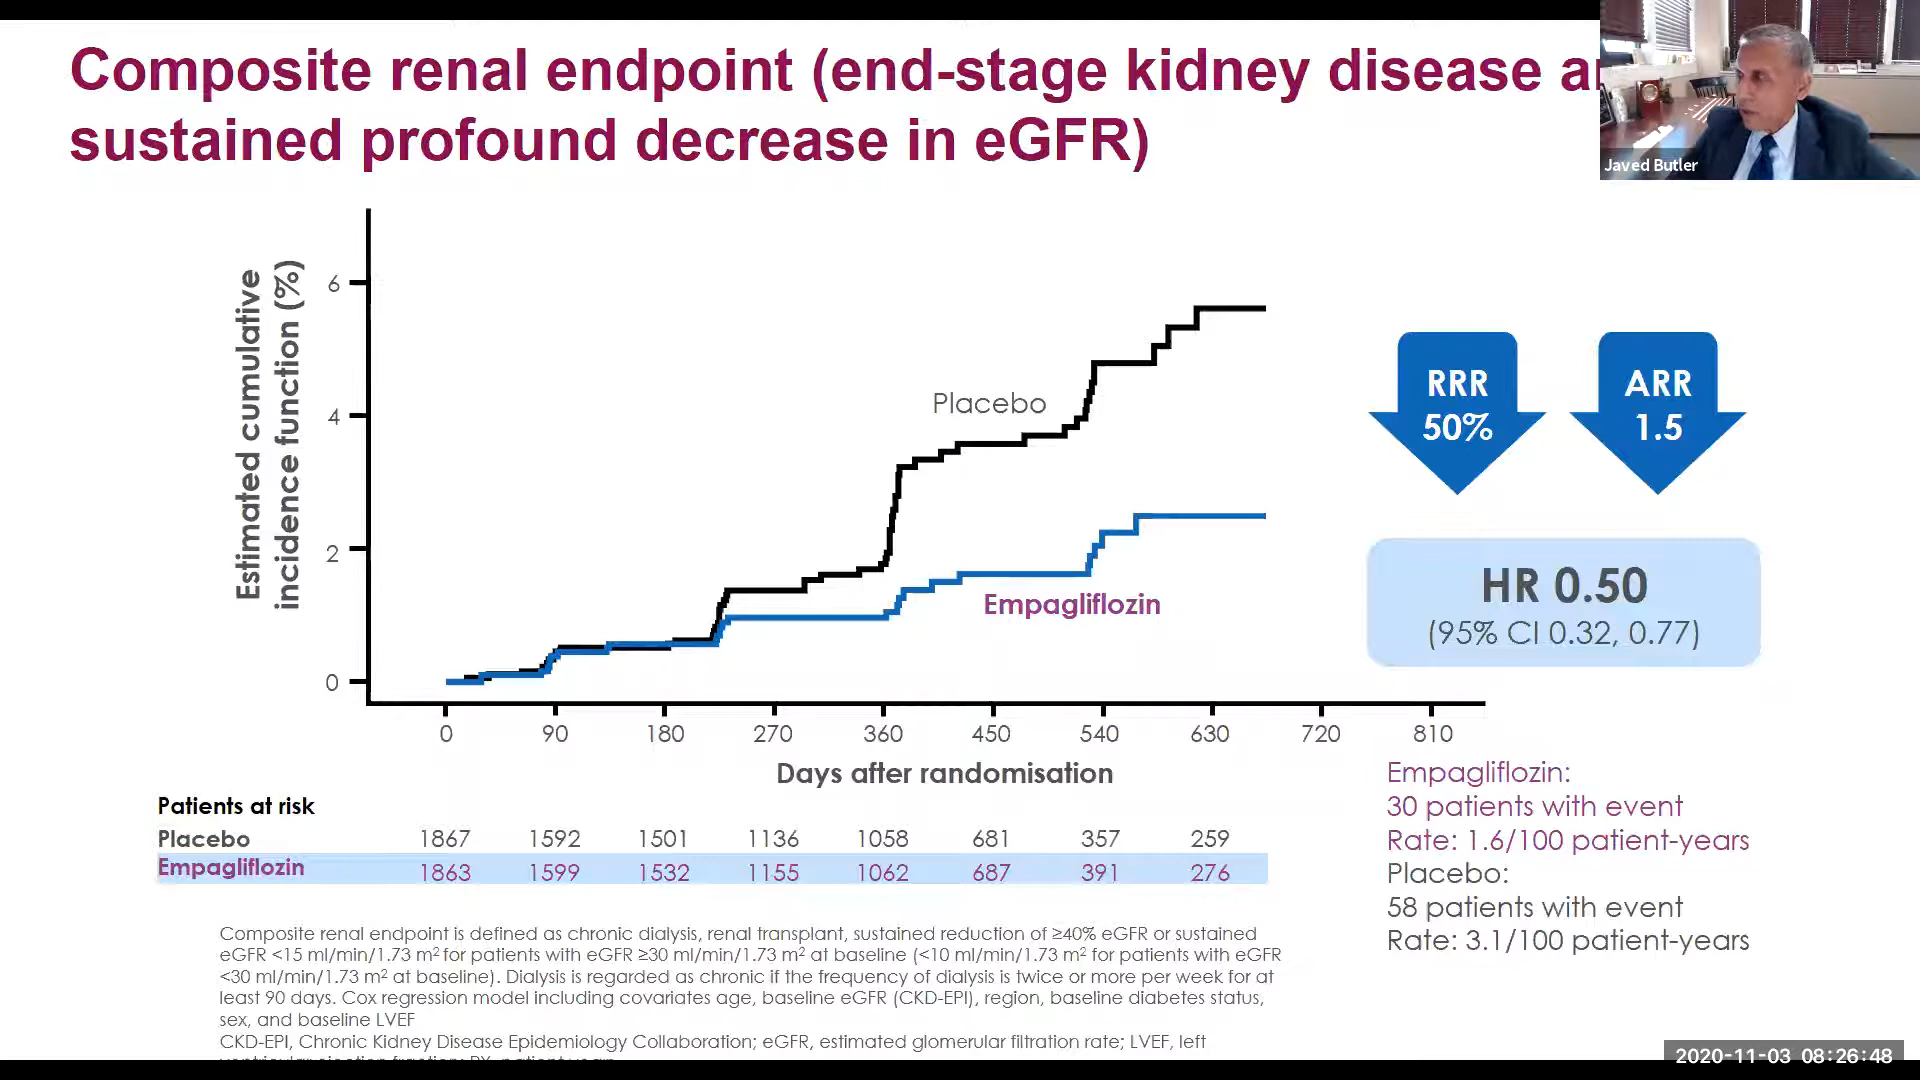 Composite renal endpoint (end-stage kidney disease
sustained profound decrease in eGFR)
Javed Butler
Estimated cumulative
incidence function (%)
6
4
2
0
Placebo
Empagliflozin
0 90 180 270 360 450 540 630 720 810
Days after randomisation
RRR
50%
ARR
1.5
HR 0.50
(95% CI 0.32, 0.77)
Patients at risk
Placebo 1867 1592 1501 1136 1058 681 357 259
Empagliflozin 1863 1599 1532 1155 1062 687 391 276
Empagliflozin:
30 patients with event
Rate: 1.6/100 patient-years
Placebo:
58 patients with event
Rate: 3.1/100 patient-years
Composite renal endpoint is defined as chronic dialysis, renal transplant, sustained reduction of ≥40% eGFR or sustained
eGFR <15 ml/min/1.73 m² for patients with eGFR ≥30 ml/min/1.73 m² at baseline (<10 ml/min/1.73 m² for patients with eGFR
<30 ml/min/1.73 m² at baseline). Dialysis is regarded as chronic if the frequency of dialysis is twice or more per week for at
least 90 days. Cox regression model including covariates age, baseline eGFR (CKD-EPI), region, baseline diabetes status,
sex, and baseline LVEF
CKD-EPI, Chronic Kidney Disease Epidemiology Collaboration; eGFR, estimated glomerular filtration rate; LVEF, left
2020-11-03 08:26:48